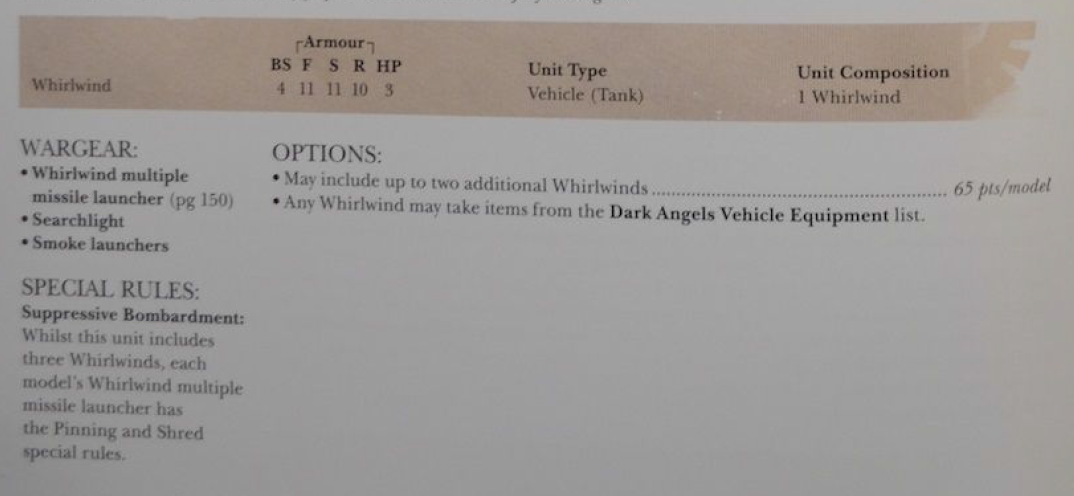 ┌Armour┐
BS F S R HP Unit Type Unit Composition
Whirlwind 4 11 11 10 3 Vehicle (Tank) 1 Whirlwind
WARGEAR:
• Whirlwind multiple
missile launcher (pg 150)
• Searchlight
• Smoke launchers
SPECIAL RULES:
Suppressive Bombardment:
Whilst this unit includes
three Whirlwinds, each
model's Whirlwind multiple
missile launcher has
the Pinning and Shred
special rules.
OPTIONS:
• May include up to two additional Whirlwinds ........................................................ 65 pts/model
• Any Whirlwind may take items from the Dark Angels Vehicle Equipment list.